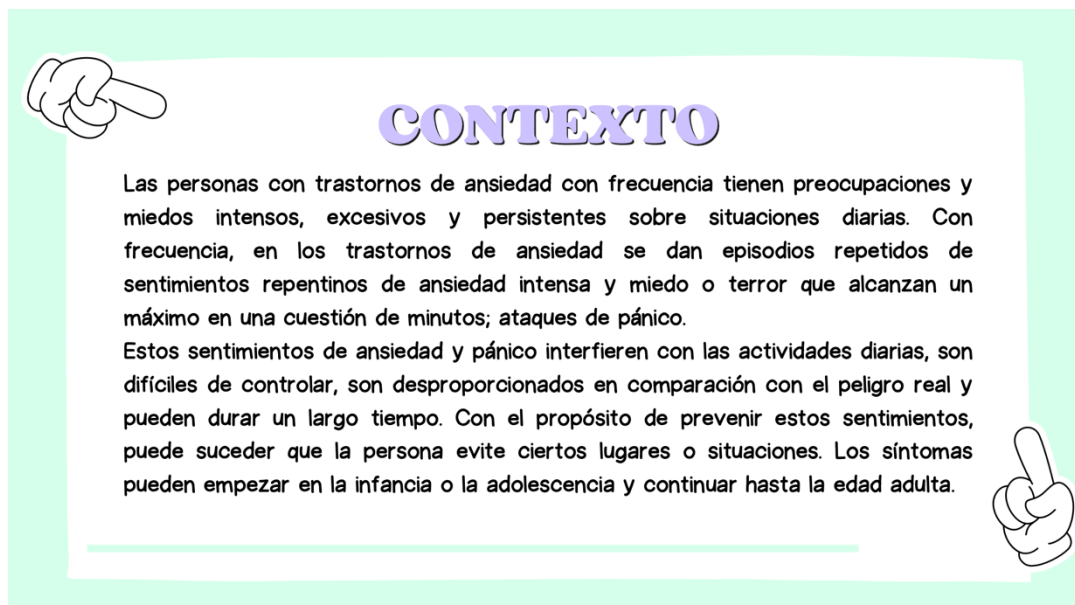 CONTEXTO
Las personas con trastornos de ansiedad con frecuencia tienen preocupaciones y
miedos intensos, excesivos y persistentes sobre situaciones diarias. Con
frecuencia, en los trastornos de ansiedad se dan episodios repetidos de
sentimientos repentinos de ansiedad intensa y miedo o terror que alcanzan un
máximo en una cuestión de minutos; ataques de pánico.
Estos sentimientos de ansiedad y pánico interfieren con las actividades diarias, son
difíciles de controlar, son desproporcionados en comparación con el peligro real y
pueden durar un largo tiempo. Con el propósito de prevenir estos sentimientos,
puede suceder que la persona evite ciertos lugares o situaciones. Los síntomas
pueden empezar en la infancia o la adolescencia y continuar hasta la edad adulta.